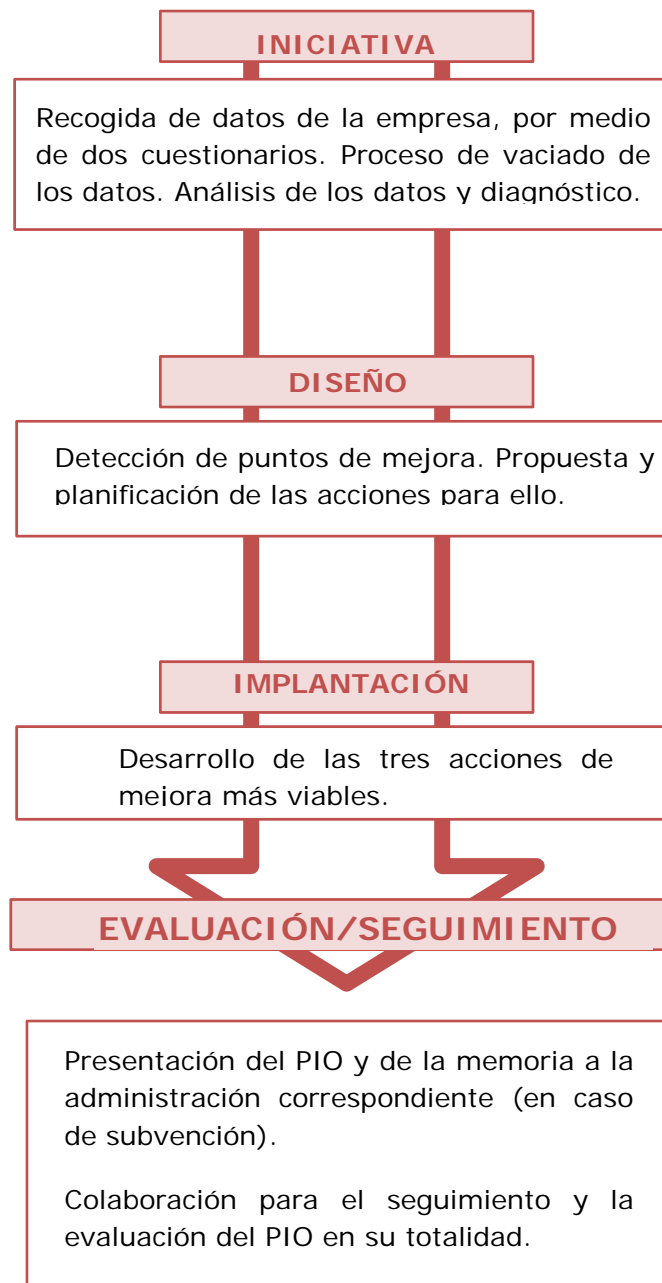 INICIATIVA
Recogida de datos de la empresa, por medio
de dos cuestionarios. Proceso de vaciado de
los datos. Análisis de los datos y diagnóstico.
DISEÑO
Detección de puntos de mejora. Propuesta y
planificación de las acciones para ello.
IMPLANTACIÓN
Desarrollo de las tres acciones de
mejora más viables.
EVALUACIÓN/SEGUIMIENTO
Presentación del PIO y de la memoria a la
administración correspondiente (en caso
de subvención).
Colaboración para el seguimiento y la
evaluación del PIO en su totalidad.